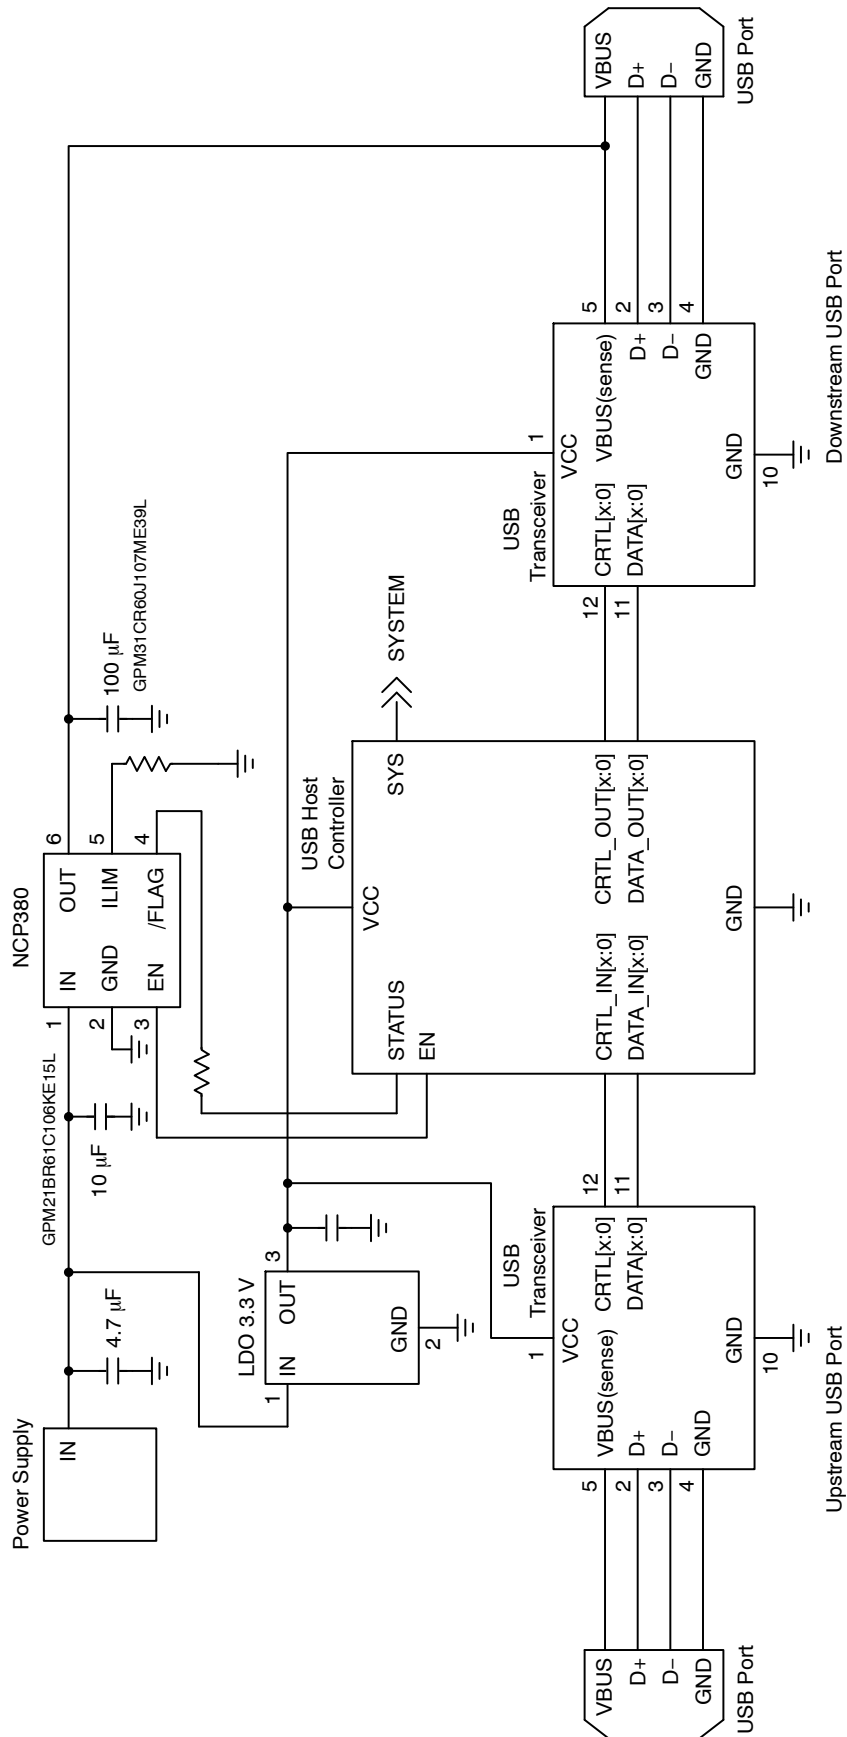 Power Supply
IN
4.7 µF
GPM21BR61C106KE15L
10 µF
NCP380
1
IN
2
GND
3
EN
OUT
6
ILIM
5
/FLAG
4
100 µF
GPM31CR60J107ME39L
LDO 3.3 V
1
IN
OUT
3
GND
2
USB Host
Controller
STATUS
EN
VCC
SYS
SYSTEM
CRTL_IN[x:0]
DATA_IN[x:0]
CRTL_OUT[x:0]
DATA_OUT[x:0]
GND
USB
Transceiver
1
VCC
5
VBUS(sense)
2
D+
3
D−
4
GND
CRTL[x:0]
12
DATA[x:0]
11
GND
10
VBUS
D+
D−
GND
USB Port
Upstream USB Port
USB
Transceiver
1
VCC
12
CRTL[x:0]
11
DATA[x:0]
VBUS(sense)
5
D+
2
D−
3
GND
4
GND
10
VBUS
D+
D−
GND
USB Port
Downstream USB Port